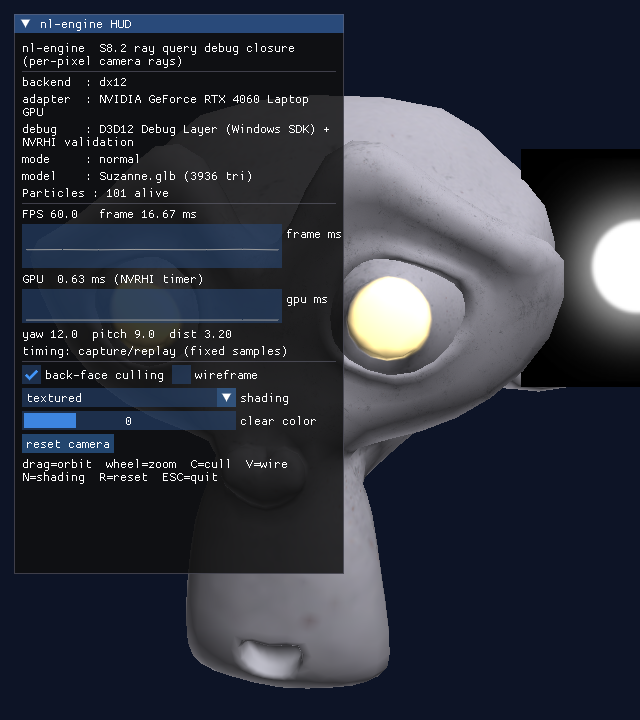 nl-engine HUD
nl-engine  S8.2 ray query debug closure
(per-pixel camera rays)
backend  : dx12
adapter  : NVIDIA GeForce RTX 4060 Laptop
GPU
debug    : D3D12 Debug Layer (Windows SDK) +
NVRHI validation
mode     : normal
model    : Suzanne.glb (3936 tri)
Particles : 101 alive
FPS 60.0   frame 16.67 ms
frame ms
GPU  0.63 ms (NVRHI timer)
gpu ms
yaw 12.0  pitch 9.0  dist 3.20
timing: capture/replay (fixed samples)
back-face culling  wireframe
textured  shading
0  clear color
reset camera
drag=orbit  wheel=zoom  C=cull  V=wire
N=shading  R=reset  ESC=quit